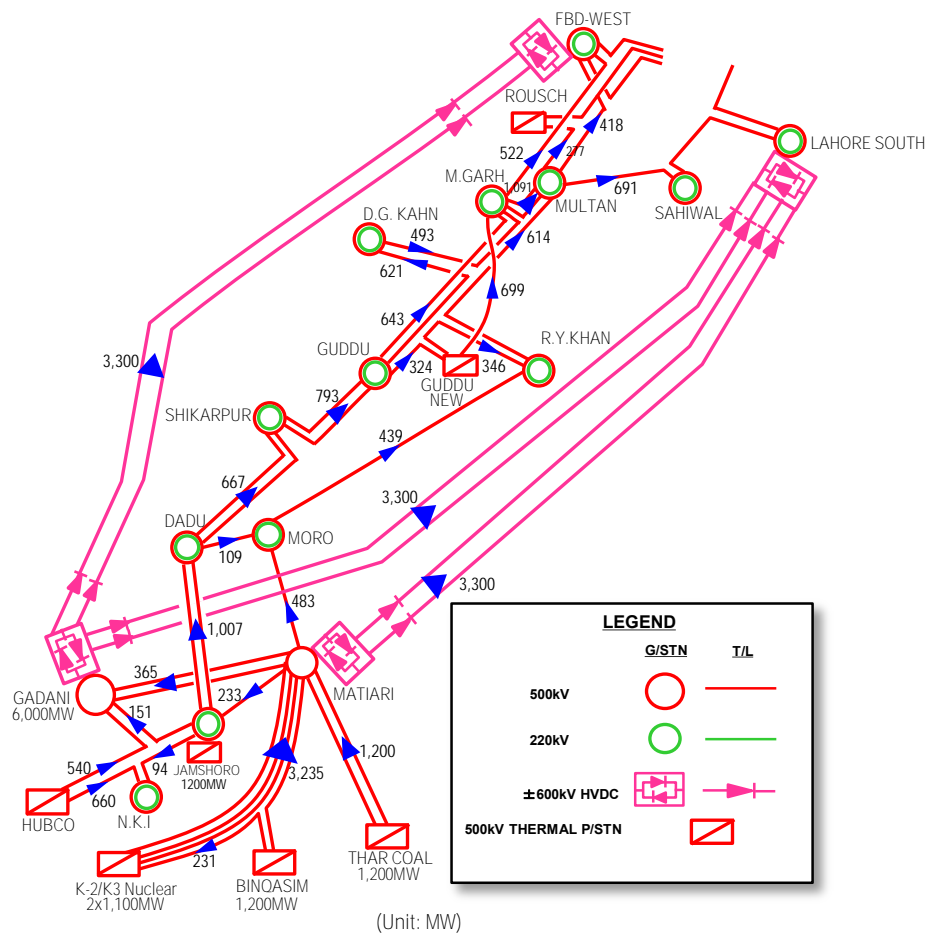 FBD-WEST
ROUSCH
418
LAHORE SOUTH
522
277
M.GARH
1,091
691
MULTAN
SAHIWAL
D.G. KAHN
493
614
621
699
643
R.Y.KHAN
3,300
GUDDU
324
346
GUDDU
NEW
793
SHIKARPUR
439
667
3,300
DADU
MORO
109
3,300
483
1,007
365
MATIARI
GADANI
6,000MW
233
151
1,200
540
94
JAMSHORO
1200MW
3,235
660
HUBCO
N.K.I
231
THAR COAL
1,200MW
K-2/K3 Nuclear
2x1,100MW
BINQASIM
1,200MW
(Unit: MW)
LEGEND
G/STN T/L
500kV
220kV
±600kV HVDC
500kV THERMAL P/STN